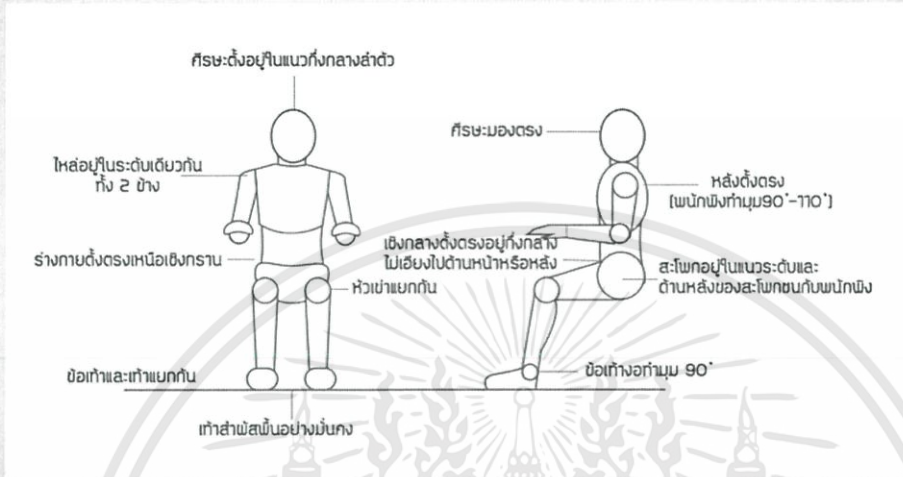 ศีรษะตั้งอยู่ในแนวกึ่งกลางลำตัว
ไหล่อยู่ในระดับเดียวกัน
ทั้ง 2 ข้าง
ร่างกายตั้งตรงเหนือเชิงกราน
หัวเข่าแยกกัน
ข้อเท้าและเท้าแยกกัน
เท้าสำผัสพื้นอย่างมั่นคง
ศีรษะมองตรง
หลังตั้งตรง
(พนักพิงทำมุม90°-110°)
เชิงกลางตั้งตรงอยู่กึ่งกลาง
ไม่เอียงไปด้านหน้าหรือหลัง
สะโพกอยู่ในแนวระดับและ
ด้านหลังของสะโพกชนกับพนักพิง
ข้อเท้างอทำมุม 90°